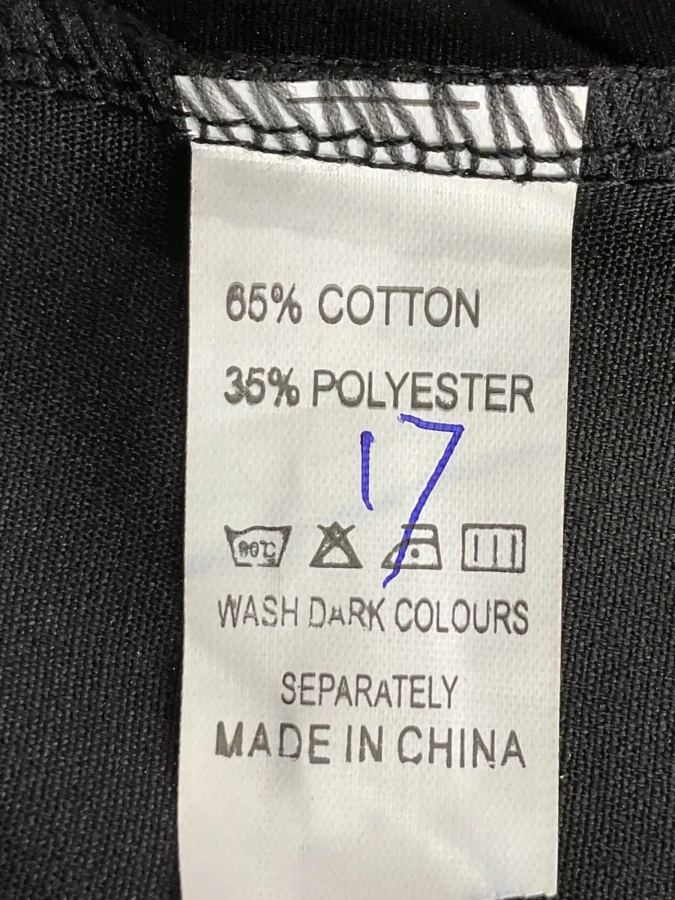 65% COTTON
35% POLYESTER
17
WASH DARK COLOURS
SEPARATELY
MADE IN CHINA